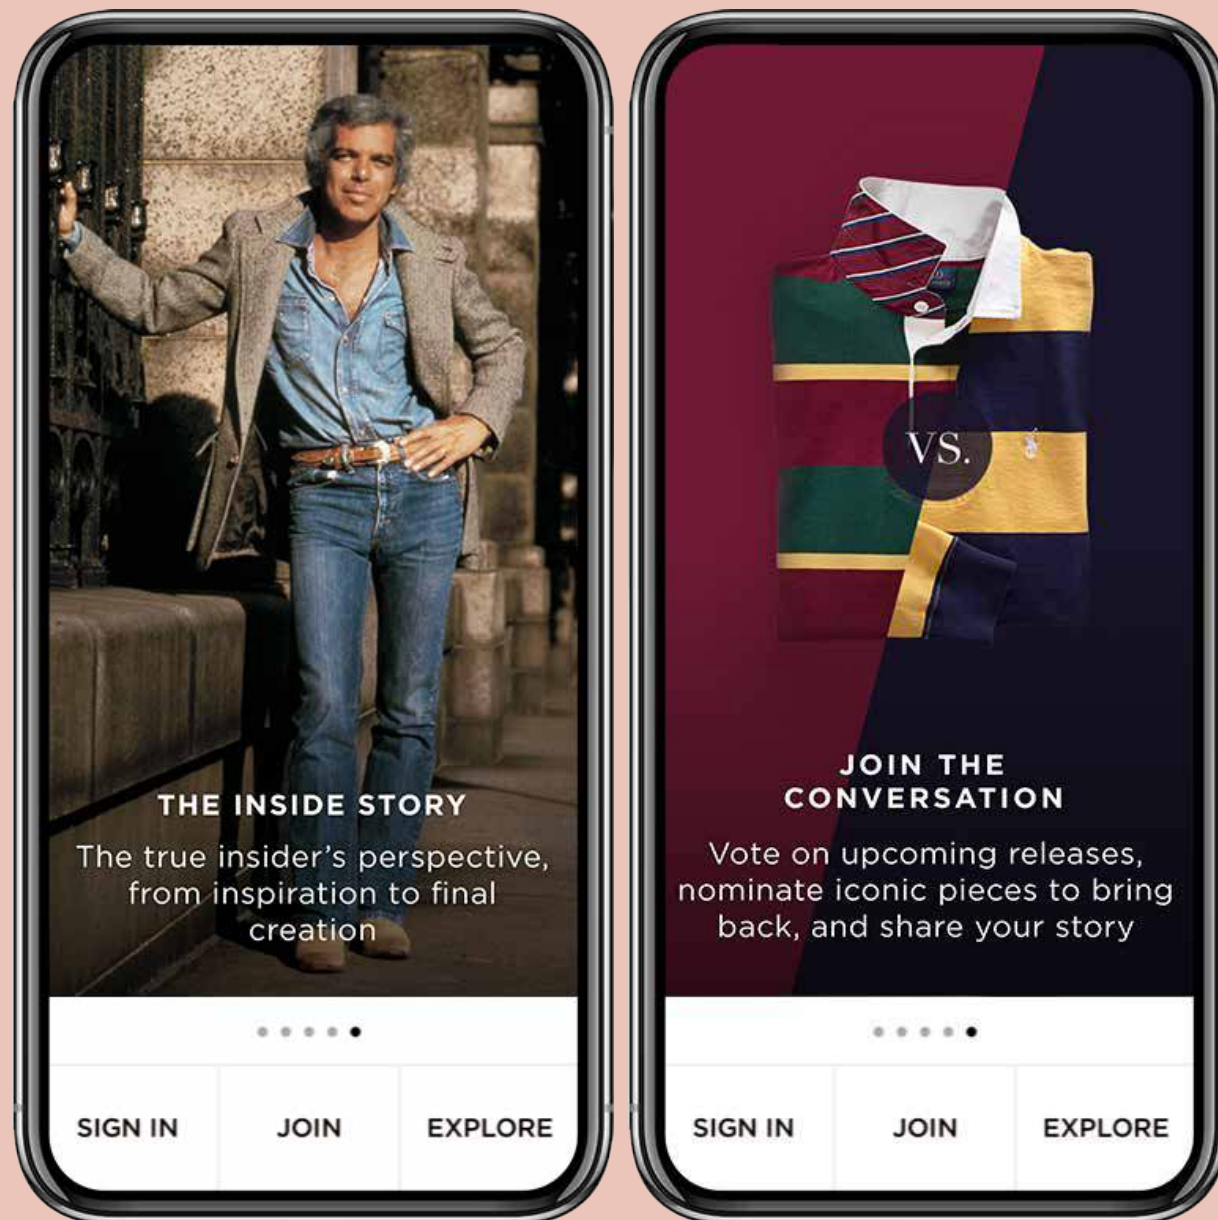 THE INSIDE STORY
The true insider's perspective,
from inspiration to final
creation
SIGN IN
JOIN
EXPLORE
VS.
JOIN THE
CONVERSATION
Vote on upcoming releases,
nominate iconic pieces to bring
back, and share your story
SIGN IN
JOIN
EXPLORE